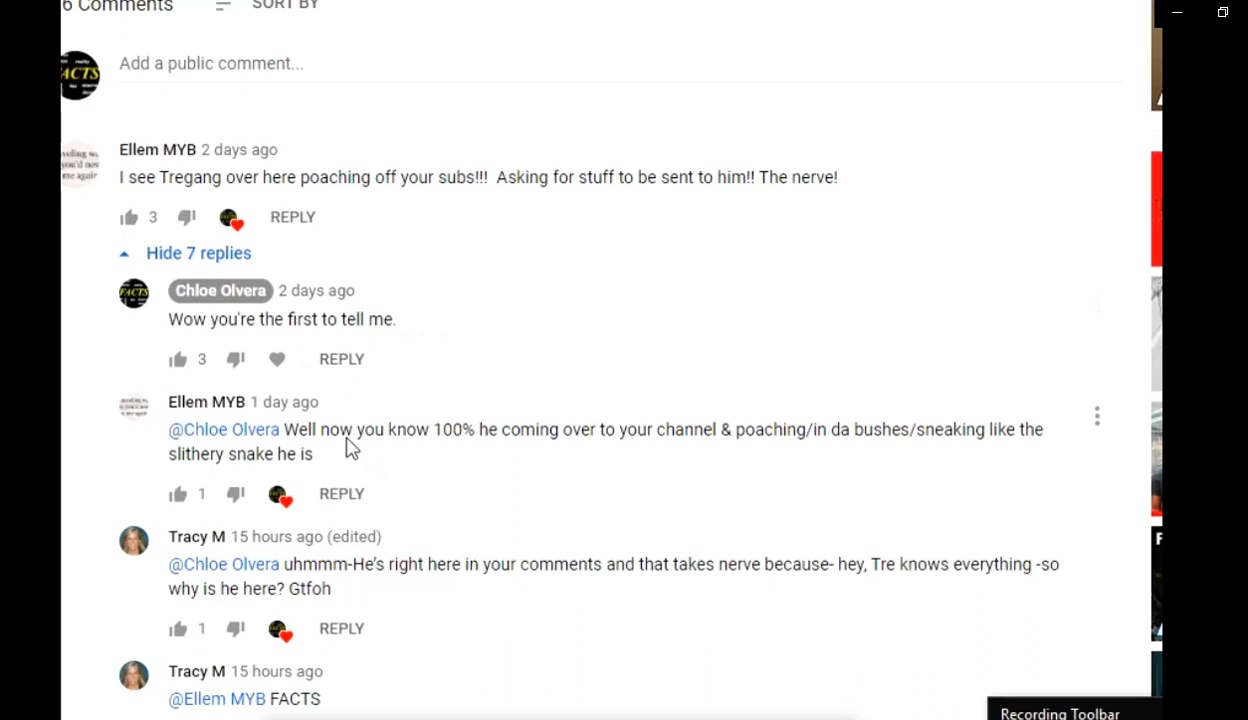 6 Comments SORT BY
FACTS
Add a public comment...
Ellem MYB 2 days ago
you'd now
me again
I see Tregang over here poaching off your subs!!! Asking for stuff to be sent to him!! The nerve!
3 REPLY
Hide 7 replies
FACTS
Chloe Olvera 2 days ago
Wow you're the first to tell me.
3 REPLY
Ellem MYB 1 day ago
@Chloe Olvera Well now you know 100% he coming over to your channel & poaching/in da bushes/sneaking like the
slithery snake he is
1 REPLY
Tracy M 15 hours ago (edited)
@Chloe Olvera uhmmm-He's right here in your comments and that takes nerve because- hey, Tre knows everything -so
why is he here? Gtfoh
1 REPLY
Tracy M 15 hours ago
@Ellem MYB FACTS
Recording Toolbar